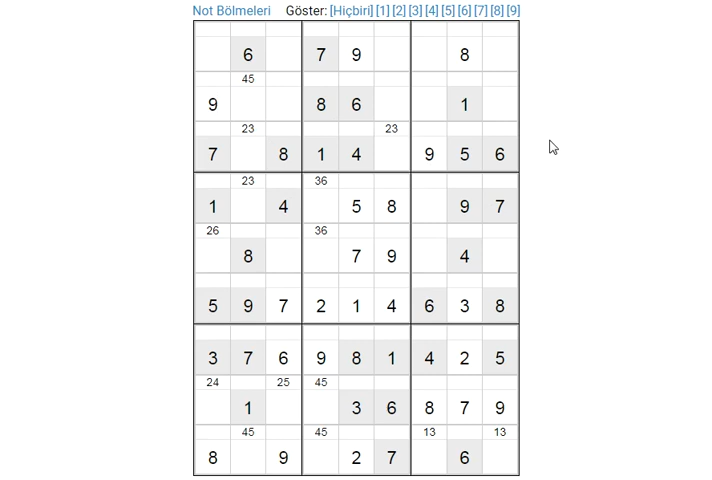 Not Bölmeleri Göster: [Hiçbiri] [1] [2] [3] [4] [5] [6] [7] [8] [9]
6 7 9 8
45
9 8 6 1
23 23
7 8 1 4 9 5 6
23 36
1 4 5 8 9 7
26 36
8 7 9 4
5 9 7 2 1 4 6 3 8
3 7 6 9 8 1 4 2 5
24 25 45
1 3 6 8 7 9
45 45 13 13
8 9 2 7 6